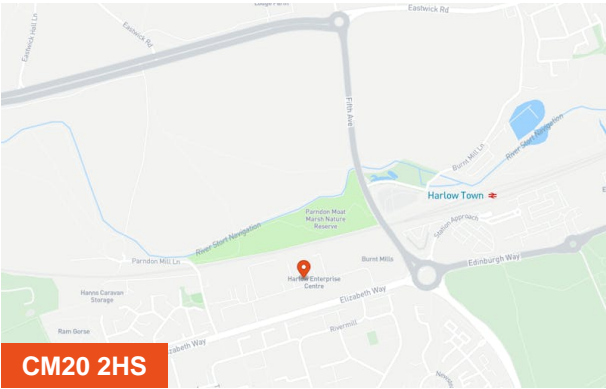 Eastwick Rd
Eastwick Hall Ln
Eastwick Rd
Fifth Ave
Burnt Mill Ln
River Stort Navigation
Harlow Town
Parndon Moat
Marsh Nature
Reserve
Station Approach
River Stort Navigation
Parndon Mill Ln
Burnt Mills
Edinburgh Way
Harlow Enterprise
Centre
Hanns Caravan
Storage
Elizabeth Way
Rivermill
Ram Gorse
Elizabeth Way
CM20 2HS